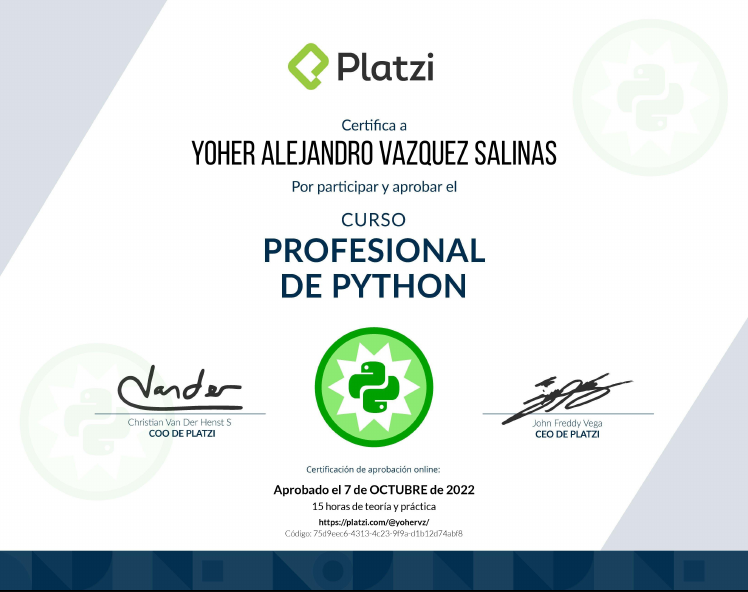 Platzi
Certifica a
YOHER ALEJANDRO VAZQUEZ SALINAS
Por participar y aprobar el
CURSO
PROFESIONAL
DE PYTHON
Vander
Christian Van Der Henst S
COO DE PLATZI
John Freddy Vega
CEO DE PLATZI
Certificación de aprobación online:
Aprobado el 7 de OCTUBRE de 2022
15 horas de teoría y práctica
https://platzi.com/@yohervz/
Código: 75d9eec6-4313-4c23-9f9a-d1b12d74abf8